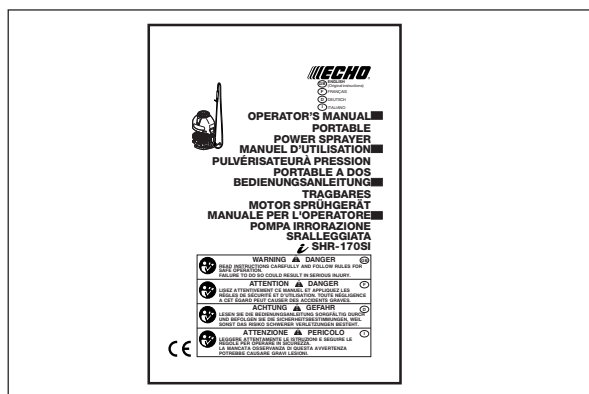 ECHO
GB ENGLISH
(Original instructions)
F FRANÇAIS
D DEUTSCH
I ITALIANO
OPERATOR'S MANUAL
PORTABLE
POWER SPRAYER
MANUEL D'UTILISATION
PULVÉRISATEURÀ PRESSION
PORTABLE A DOS
BEDIENUNGSANLEITUNG
TRAGBARES
MOTOR SPRÜHGERÄT
MANUALE PER L'OPERATORE
POMPA IRRORAZIONE
SRALLEGGIATA
i SHR-170SI
WARNING DANGER GB
READ INSTRUCTIONS CAREFULLY AND FOLLOW RULES FOR
SAFE OPERATION.
FAILURE TO DO SO COULD RESULT IN SERIOUS INJURY.
ATTENTION DANGER F
LISEZ ATTENTIVEMENT CE MANUEL ET APPLIQUEZ LES
RÈGLES DE SÉCURITÉ ET D'UTILISATION. TOUTE NÉGLIGENCE
A CET ÉGARD PEUT CAUSER DES ACCIDENTS GRAVES.
ACHTUNG GEFAHR D
LESEN SIE DIE BEDIENUNGSANLEITUNG SORGFÄLTIG DURCH
UND BEFOLGEN SIE DIE SICHERHEITSBESTIMMUNGEN, WEIL
SONST DAS RISIKO SCHWERER VERLETZUNGEN BESTEHT.
ATTENZIONE PERICOLO I
LEGGERE ATTENTAMENTE LE ISTRUZIONI E SEGUIRE LE
REGOLE PER OPERARE IN SICUREZZA.
LA MANCATA OSSERVANZA DI QUESTA AVVERTENZA
POTREBBE CAUSARE GRAVI LESIONI.
CE